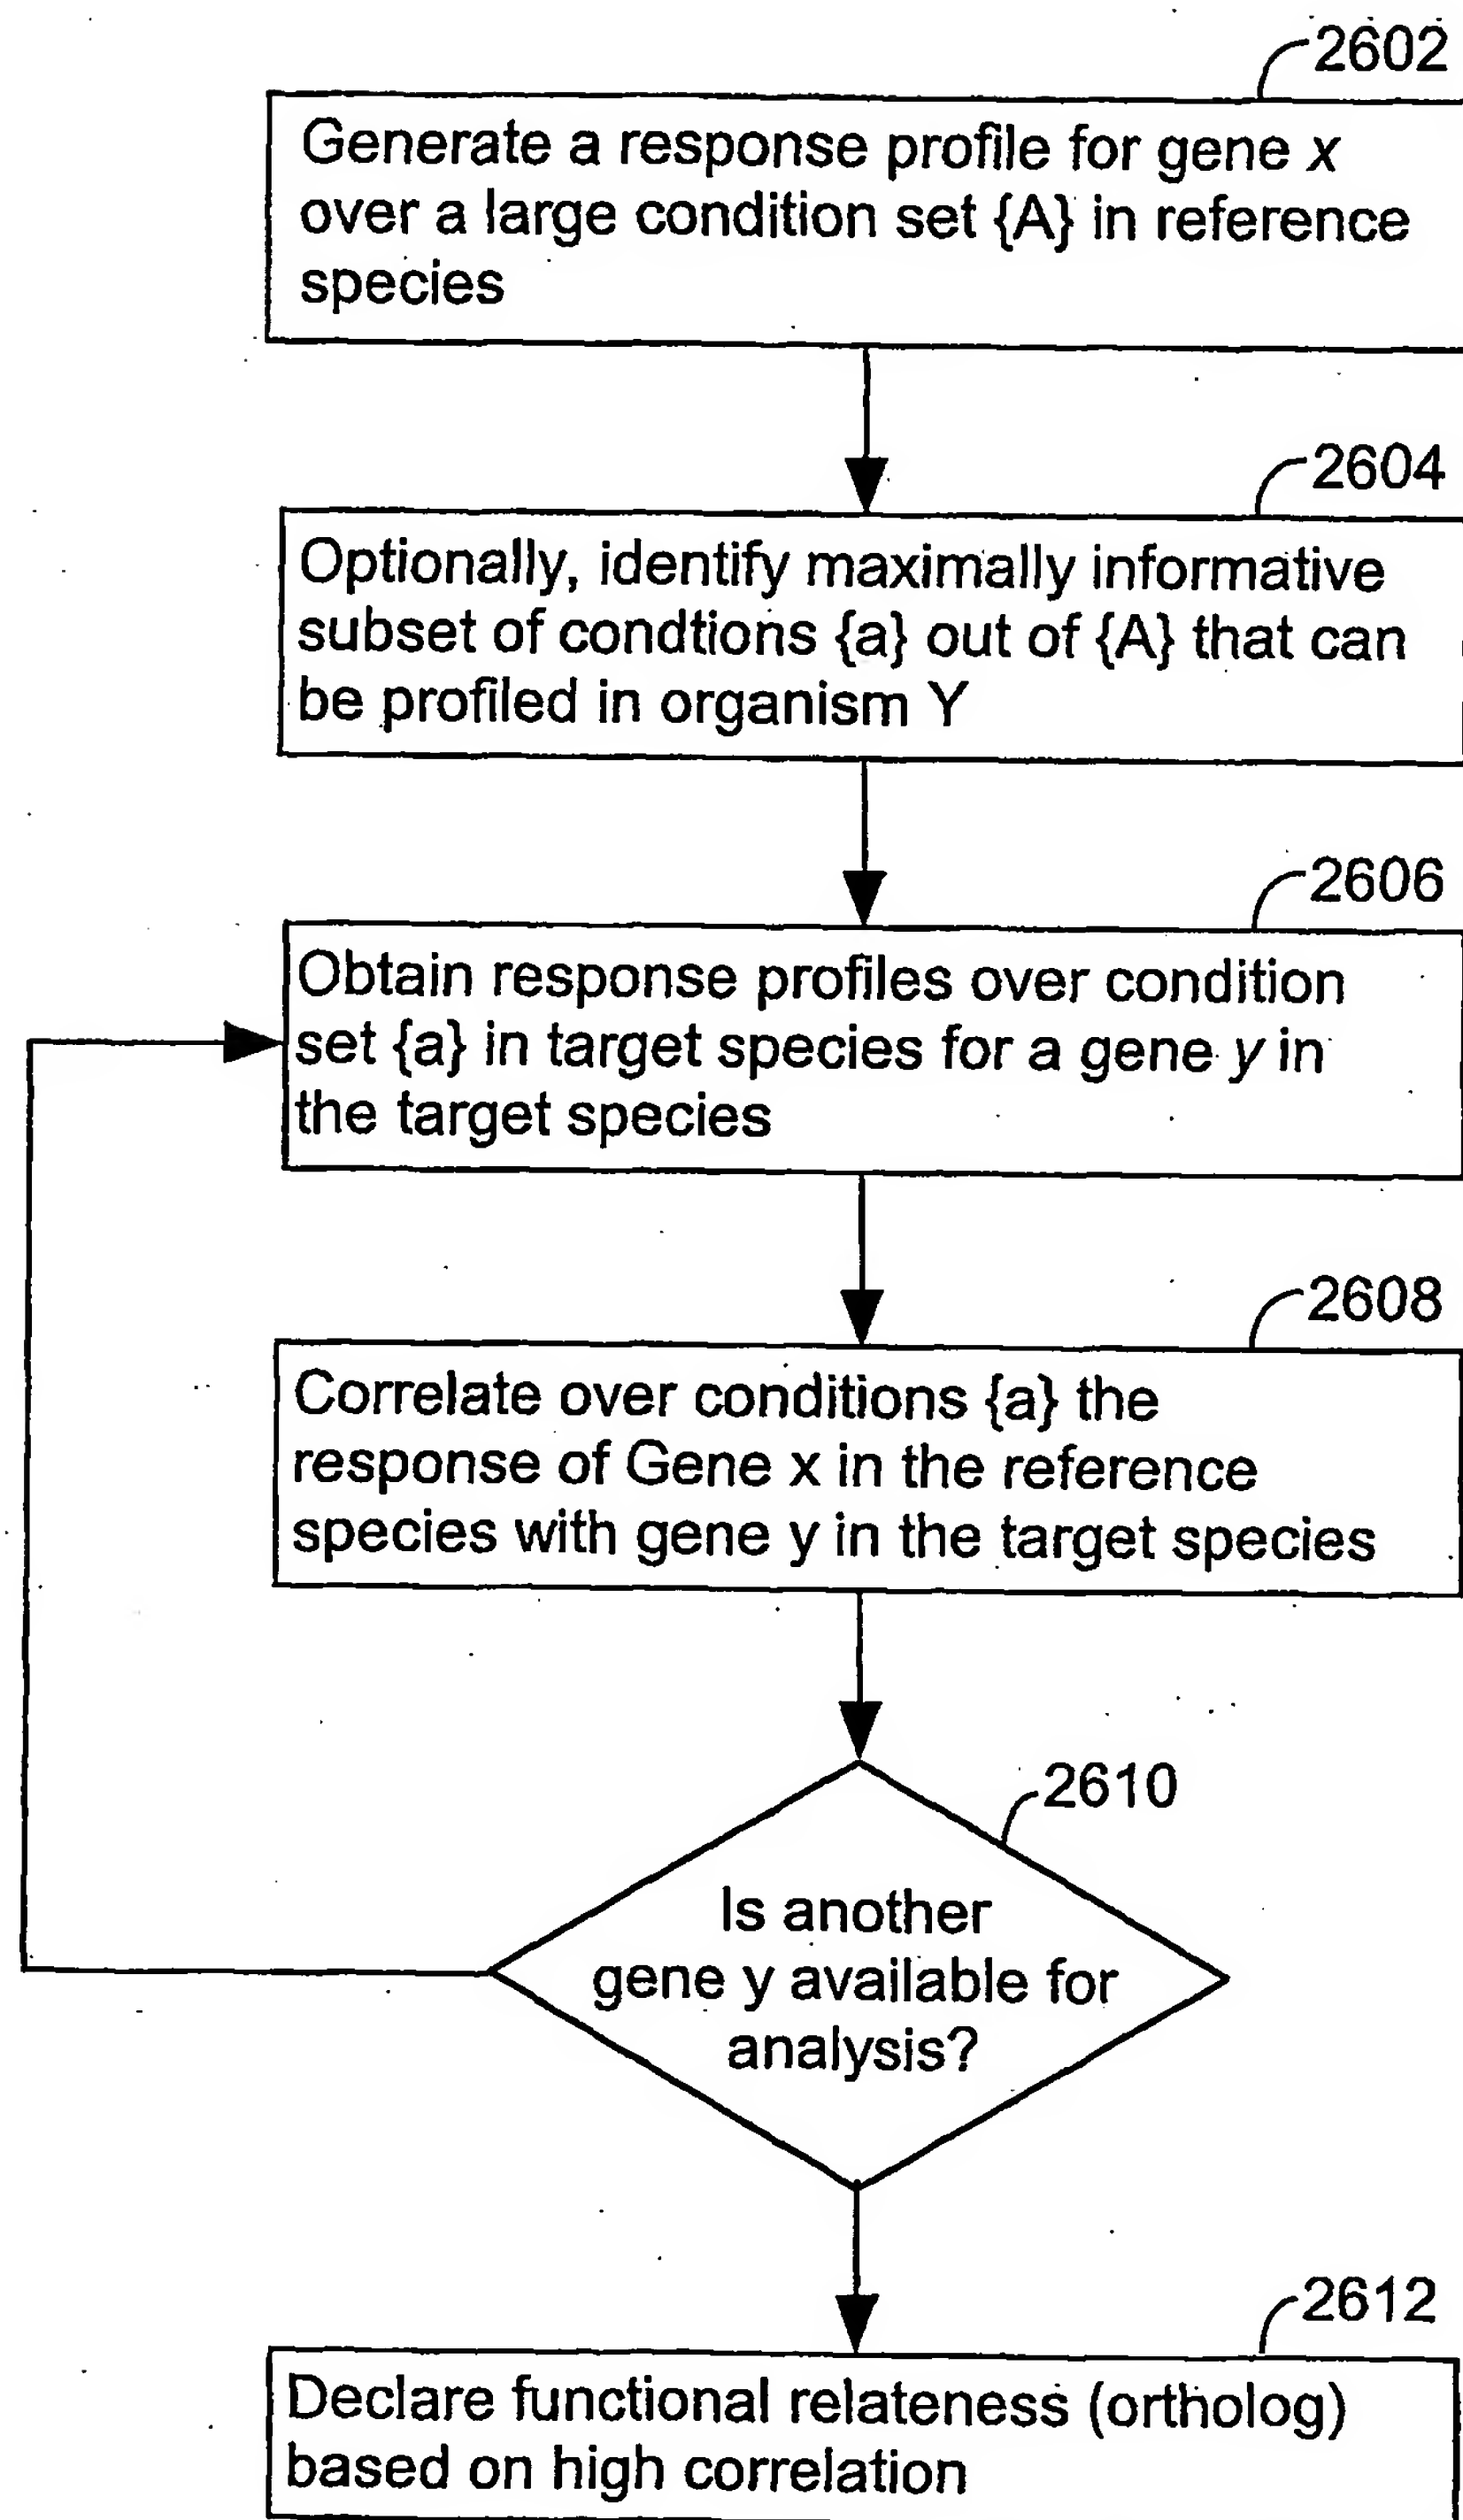 2602
Generate a response profile for gene x
over a large condition set {A} in reference
species
2604
Optionally, identify maximally informative
subset of condtions {a} out of {A} that can
be profiled in organism Y
2606
Obtain response profiles over condition
set {a} in target species for a gene y in
the target species
2608
Correlate over conditions {a} the
response of Gene x in the reference
species with gene y in the target species
2610
Is another
gene y available for
analysis?
2612
Declare functional relateness (ortholog)
based on high correlation